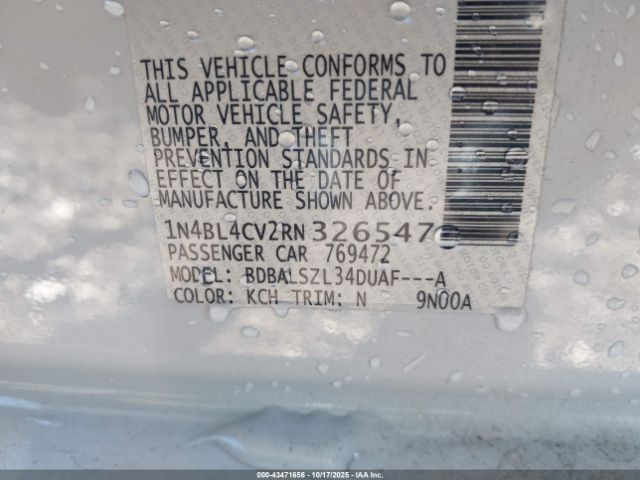 THIS VEHICLE CONFORMS TO
ALL APPLICABLE FEDERAL
MOTOR VEHICLE SAFETY,
BUMPER, AND THEFT
PREVENTION STANDARDS IN
EFFECT ON THE DATE OF
MANUFACTURE SHOWN ABOVE.
1N4BL4CV2RN 326547
PASSENGER CAR 769472
MODEL: BDBALSZL34DUAF---A
COLOR: KCH TRIM: N 9N00A
000-43471656 - 10/17/2025 - IAA Inc.